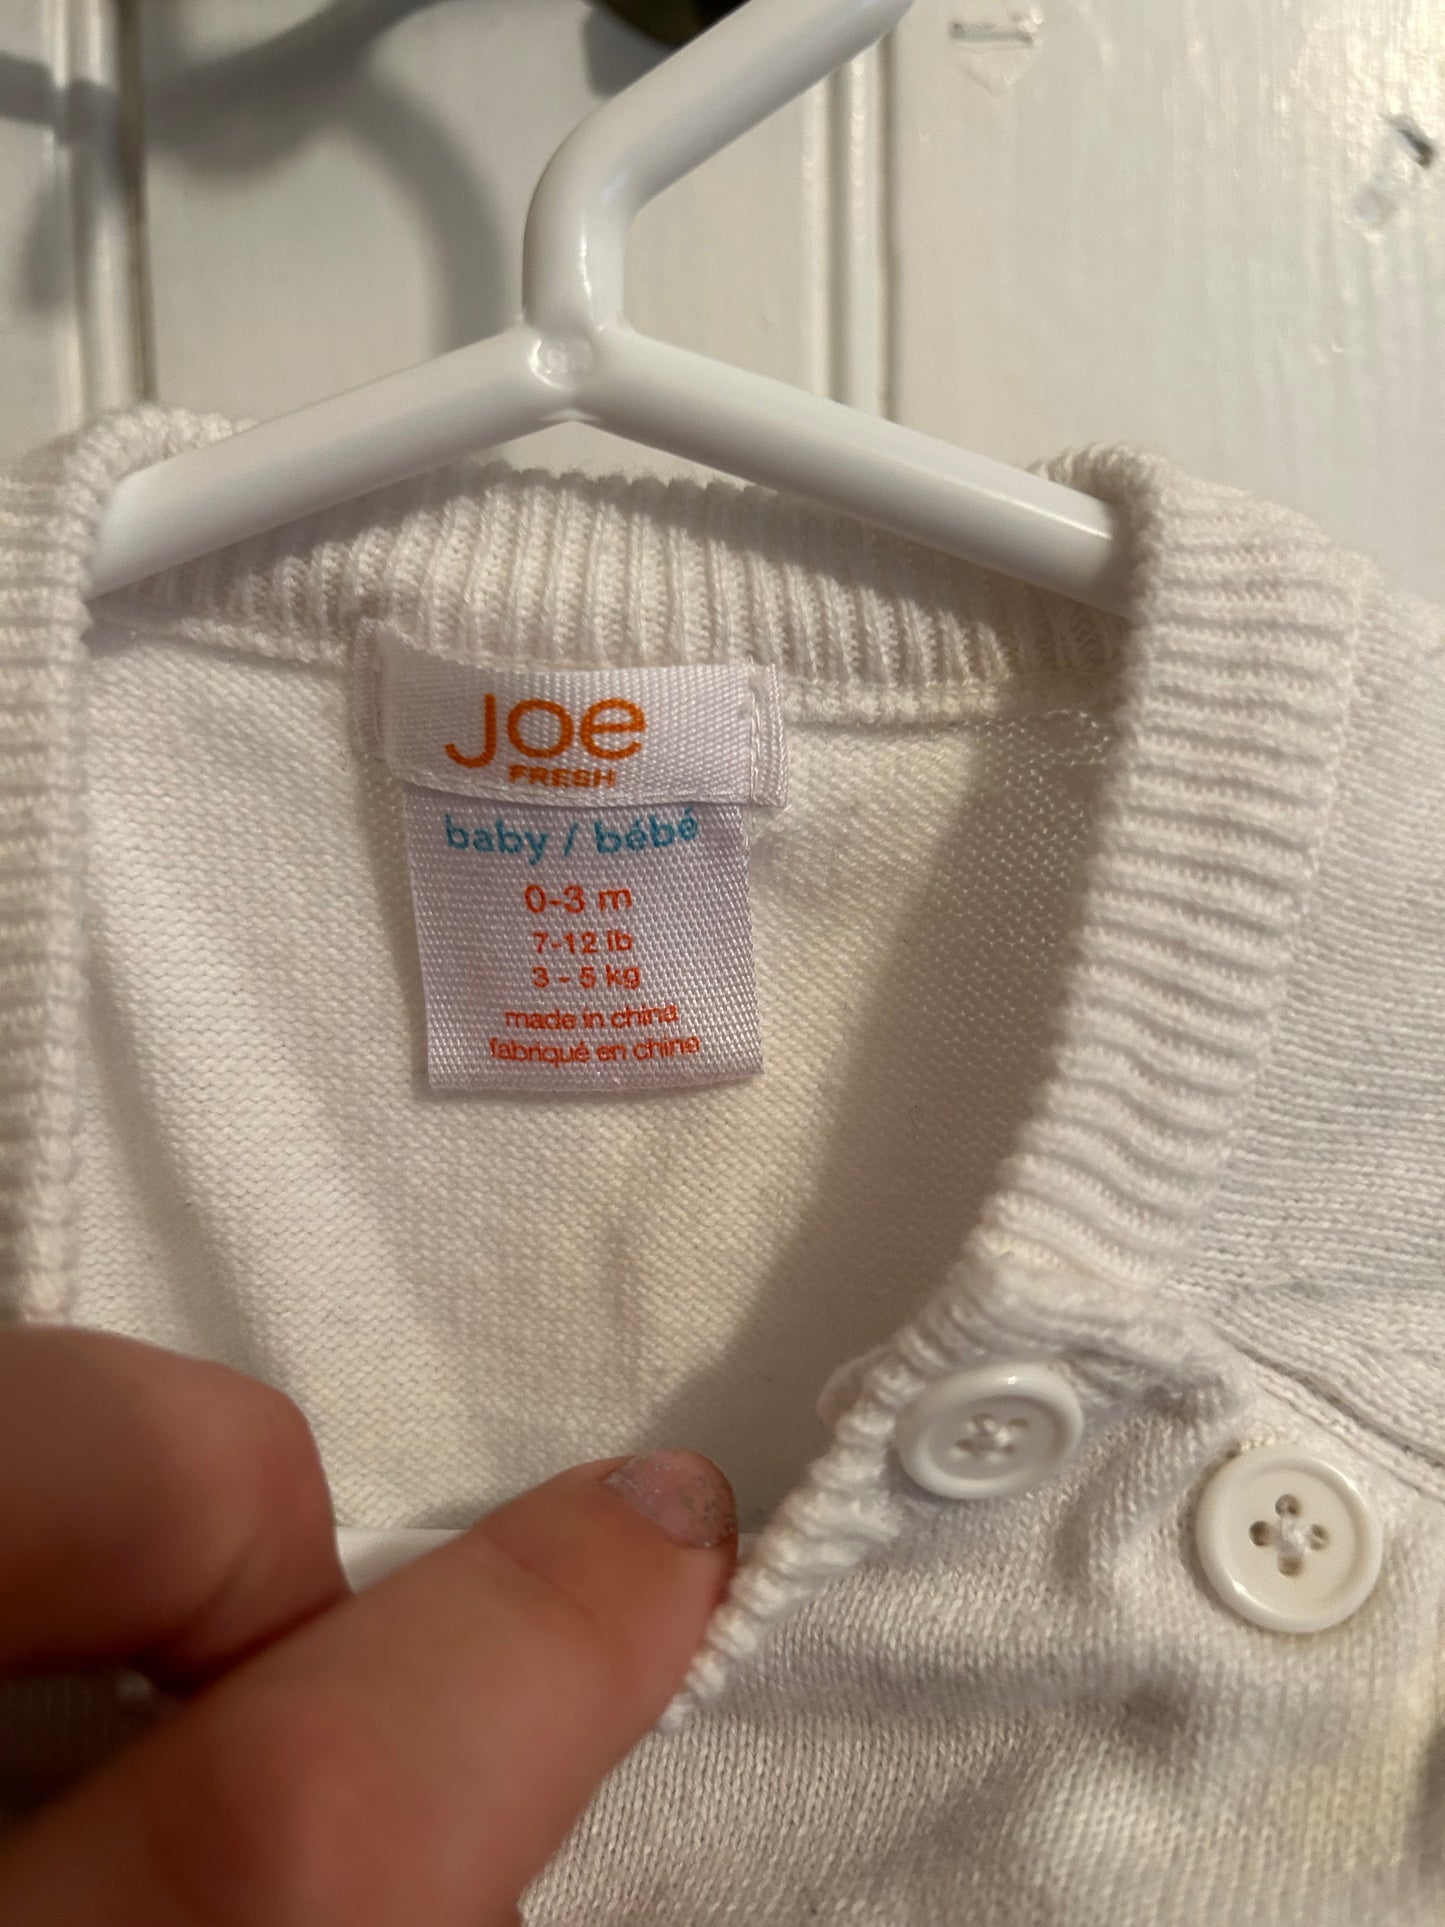 Joe
FRESH
baby / bébé
0-3 m
7-12 lb
3 - 5 kg
made in china
fabriqué en chine